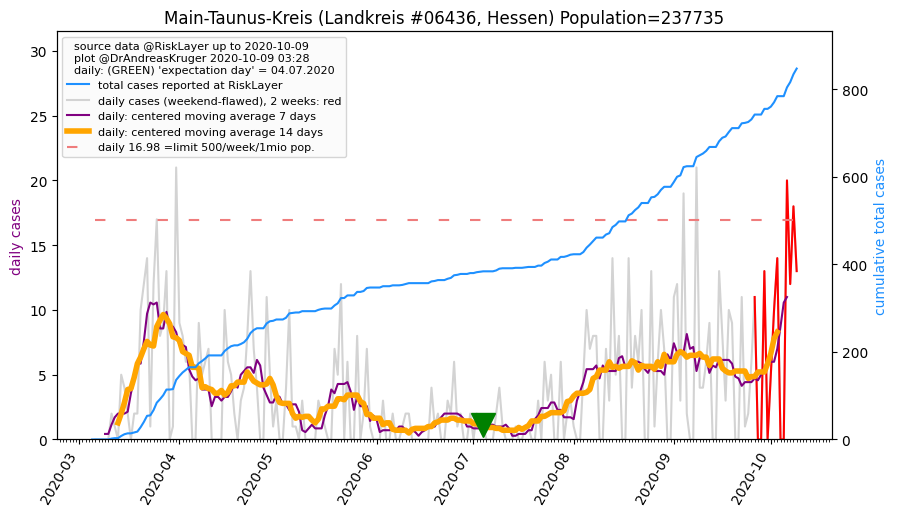 Main-Taunus-Kreis (Landkreis #06436, Hessen) Population=237735
source data @RiskLayer up to 2020-10-09
plot @DrAndreasKruger 2020-10-09 03:28
daily: (GREEN) 'expectation day' = 04.07.2020
total cases reported at RiskLayer
daily cases (weekend-flawed), 2 weeks: red
daily: centered moving average 7 days
daily: centered moving average 14 days
daily 16.98 =limit 500/week/1mio pop.
daily cases
30
25
20
15
10
5
0
cumulative total cases
800
600
400
200
0
2020-03
2020-04
2020-05
2020-06
2020-07
2020-08
2020-09
2020-10